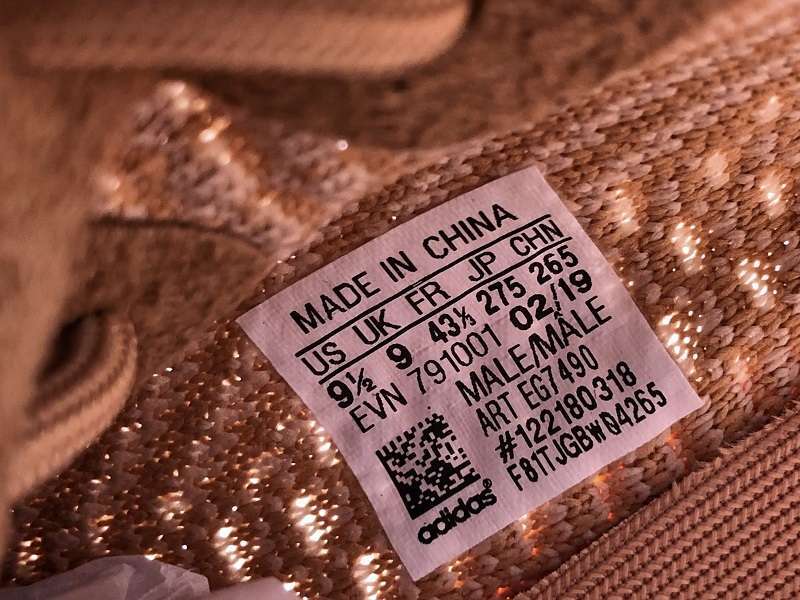 MADE IN CHINA
US UK FR JP CHN
9½ 9 43⅓ 275 265
EVN 791001 02/19
MALE/MÂLE
ART EG7490
#122180318
F81TJGBWQ4265
adidas®